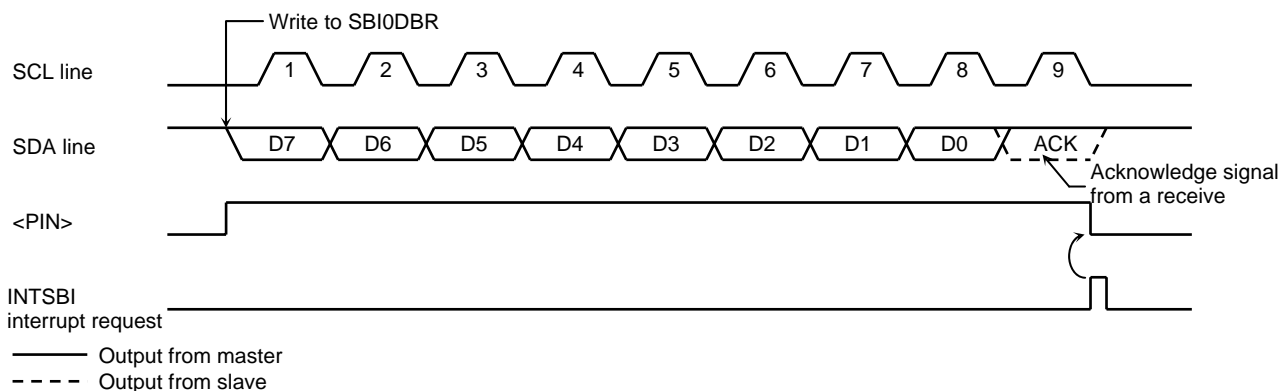 Write to SBI0DBR
SCL line
1 2 3 4 5 6 7 8 9
SDA line
D7 D6 D5 D4 D3 D2 D1 D0 ACK
Acknowledge signal
from a receive
<PIN>
INTSBI
interrupt request
Output from master
Output from slave